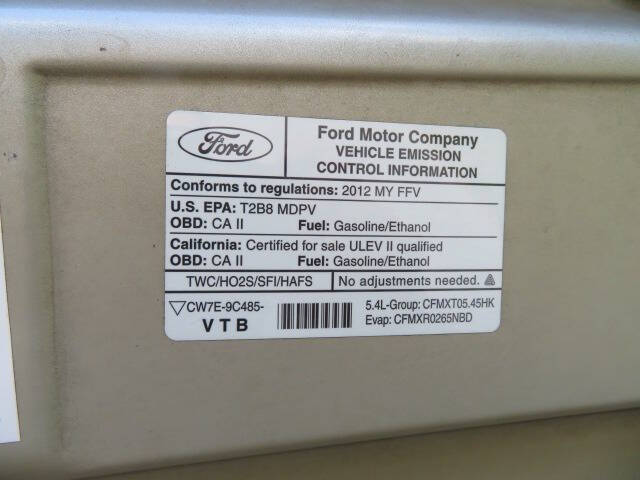 Ford
Ford Motor Company
VEHICLE EMISSION
CONTROL INFORMATION
Conforms to regulations: 2012 MY FFV
U.S. EPA: T2B8 MDPV
OBD: CA II Fuel: Gasoline/Ethanol
California: Certified for sale ULEV II qualified
OBD: CA II Fuel: Gasoline/Ethanol
TWC/HO2S/SFI/HAFS No adjustments needed.
CW7E-9C485-
VTB
5.4L-Group: CFMXT05.45HK
Evap: CFMXR0265NBD